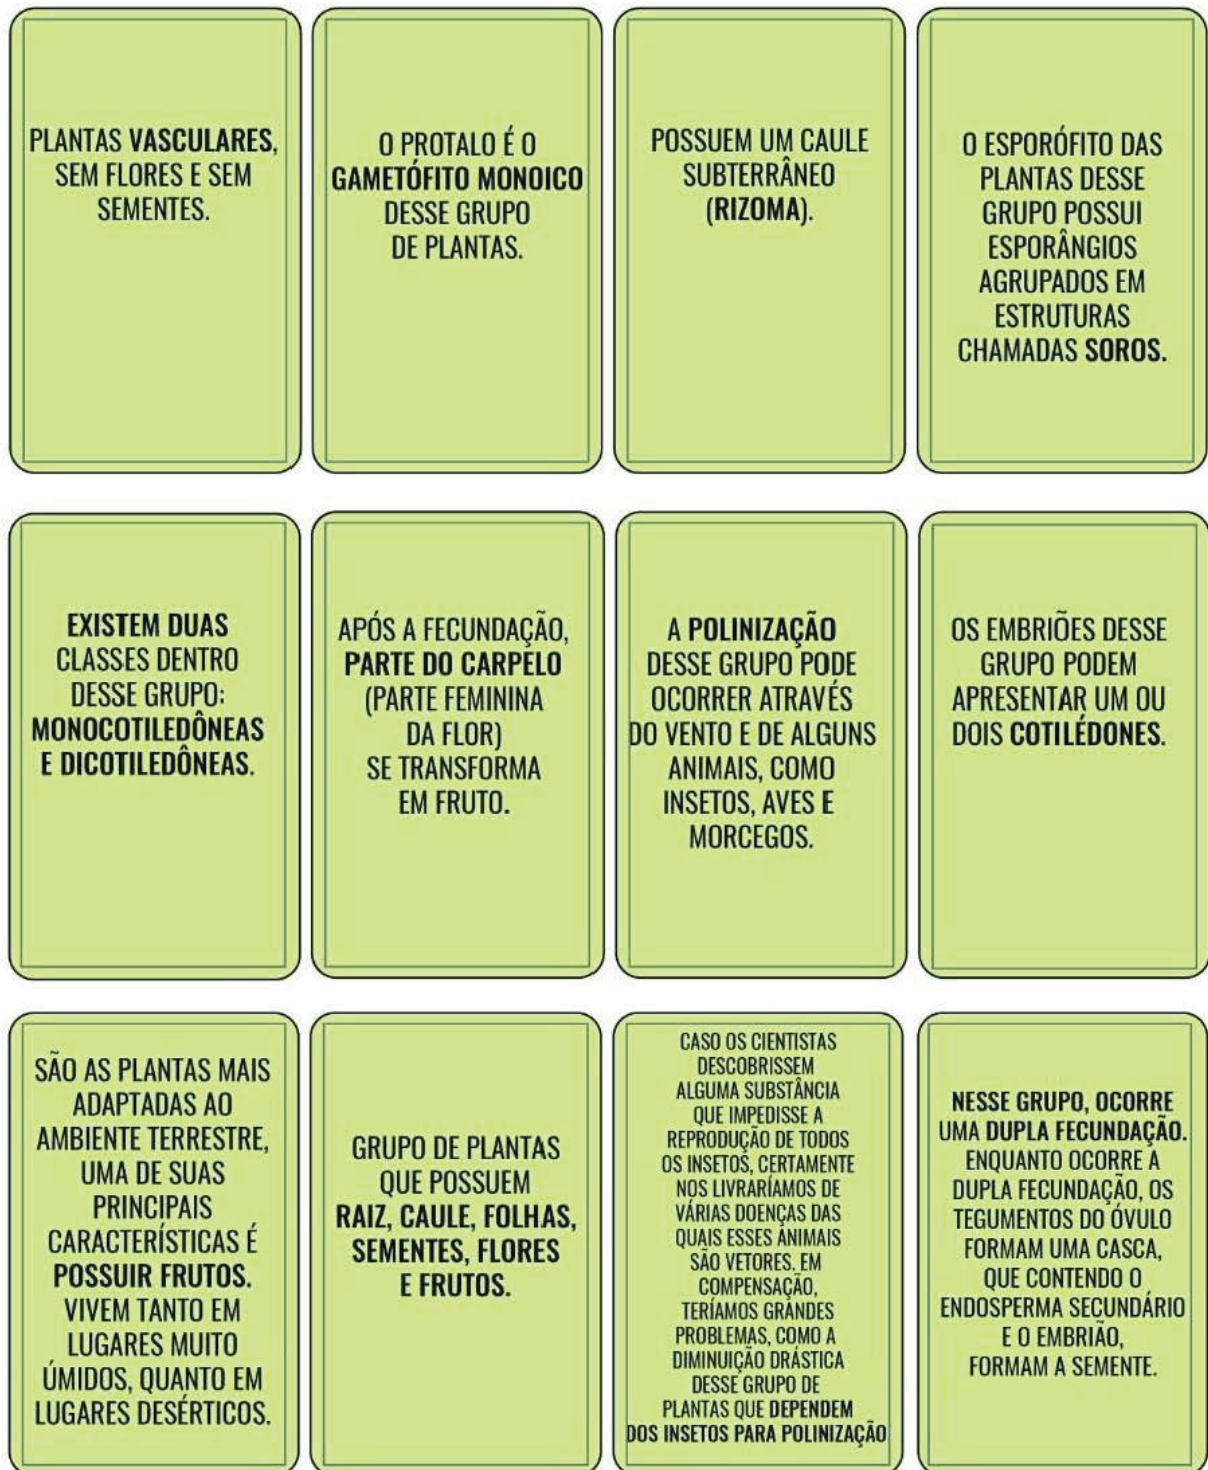 PLANTAS VASCULARES,
SEM FLORES E SEM
SEMENTES.
O PROTALO É O
GAMETÓFITO MONOICO
DESSE GRUPO
DE PLANTAS.
POSSUEM UM CAULE
SUBTERRÂNEO
(RIZOMA).
O ESPORÓFITO DAS
PLANTAS DESSE
GRUPO POSSUI
ESPORÂNGIOS
AGRUPADOS EM
ESTRUTURAS
CHAMADAS SOROS.
EXISTEM DUAS
CLASSES DENTRO
DESSE GRUPO:
MONOCOTILEDÔNEAS
E DICOTILEDÔNEAS.
APÓS A FECUNDAÇÃO,
PARTE DO CARPELO
(PARTE FEMININA
DA FLOR)
SE TRANSFORMA
EM FRUTO.
A POLINIZAÇÃO
DESSE GRUPO PODE
OCORRER ATRAVÉS
DO VENTO E DE ALGUNS
ANIMAIS, COMO
INSETOS, AVES E
MORCEGOS.
OS EMBRIÕES DESSE
GRUPO PODEM
APRESENTAR UM OU
DOIS COTILÉDONES.
SÃO AS PLANTAS MAIS
ADAPTADAS AO
AMBIENTE TERRESTRE,
UMA DE SUAS
PRINCIPAIS
CARACTERÍSTICAS É
POSSUIR FRUTOS.
VIVEM TANTO EM
LUGARES MUITO
ÚMIDOS, QUANTO EM
LUGARES DESÉRTICOS.
GRUPO DE PLANTAS
QUE POSSUEM
RAIZ, CAULE, FOLHAS,
SEMENTES, FLORES
E FRUTOS.
CASO OS CIENTISTAS
DESCOBRISSEM
ALGUMA SUBSTÂNCIA
QUE IMPEDISSE A
REPRODUÇÃO DE TODOS
OS INSETOS, CERTAMENTE
NOS LIVRARÍAMOS DE
VÁRIAS DOENÇAS DAS
QUAIS ESSES ANIMAIS
SÃO VETORES. EM
COMPENSAÇÃO,
TERÍAMOS GRANDES
PROBLEMAS, COMO A
DIMINUIÇÃO DRÁSTICA
DESSE GRUPO DE
PLANTAS QUE DEPENDEM
DOS INSETOS PARA POLINIZAÇÃO
NESSE GRUPO, OCORRE
UMA DUPLA FECUNDAÇÃO.
ENQUANTO OCORRE A
DUPLA FECUNDAÇÃO, OS
TEGUMENTOS DO ÓVULO
FORMAM UMA CASCA,
QUE CONTENDO O
ENDOSPERMA SECUNDÁRIO
E O EMBRIÃO,
FORMAM A SEMENTE.